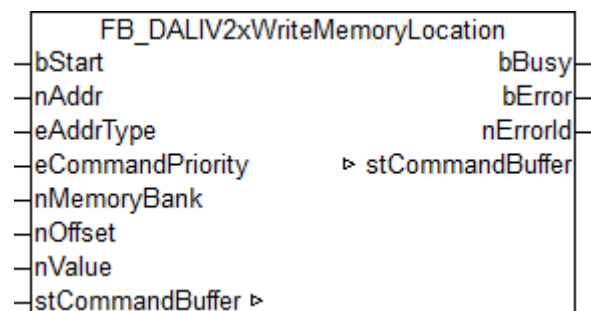 FB_DALIV2xWriteMemoryLocation
bStart bBusy
nAddr bError
eAddrType nErrorId
eCommandPriority ▹ stCommandBuffer
nMemoryBank
nOffset
nValue
stCommandBuffer ▹